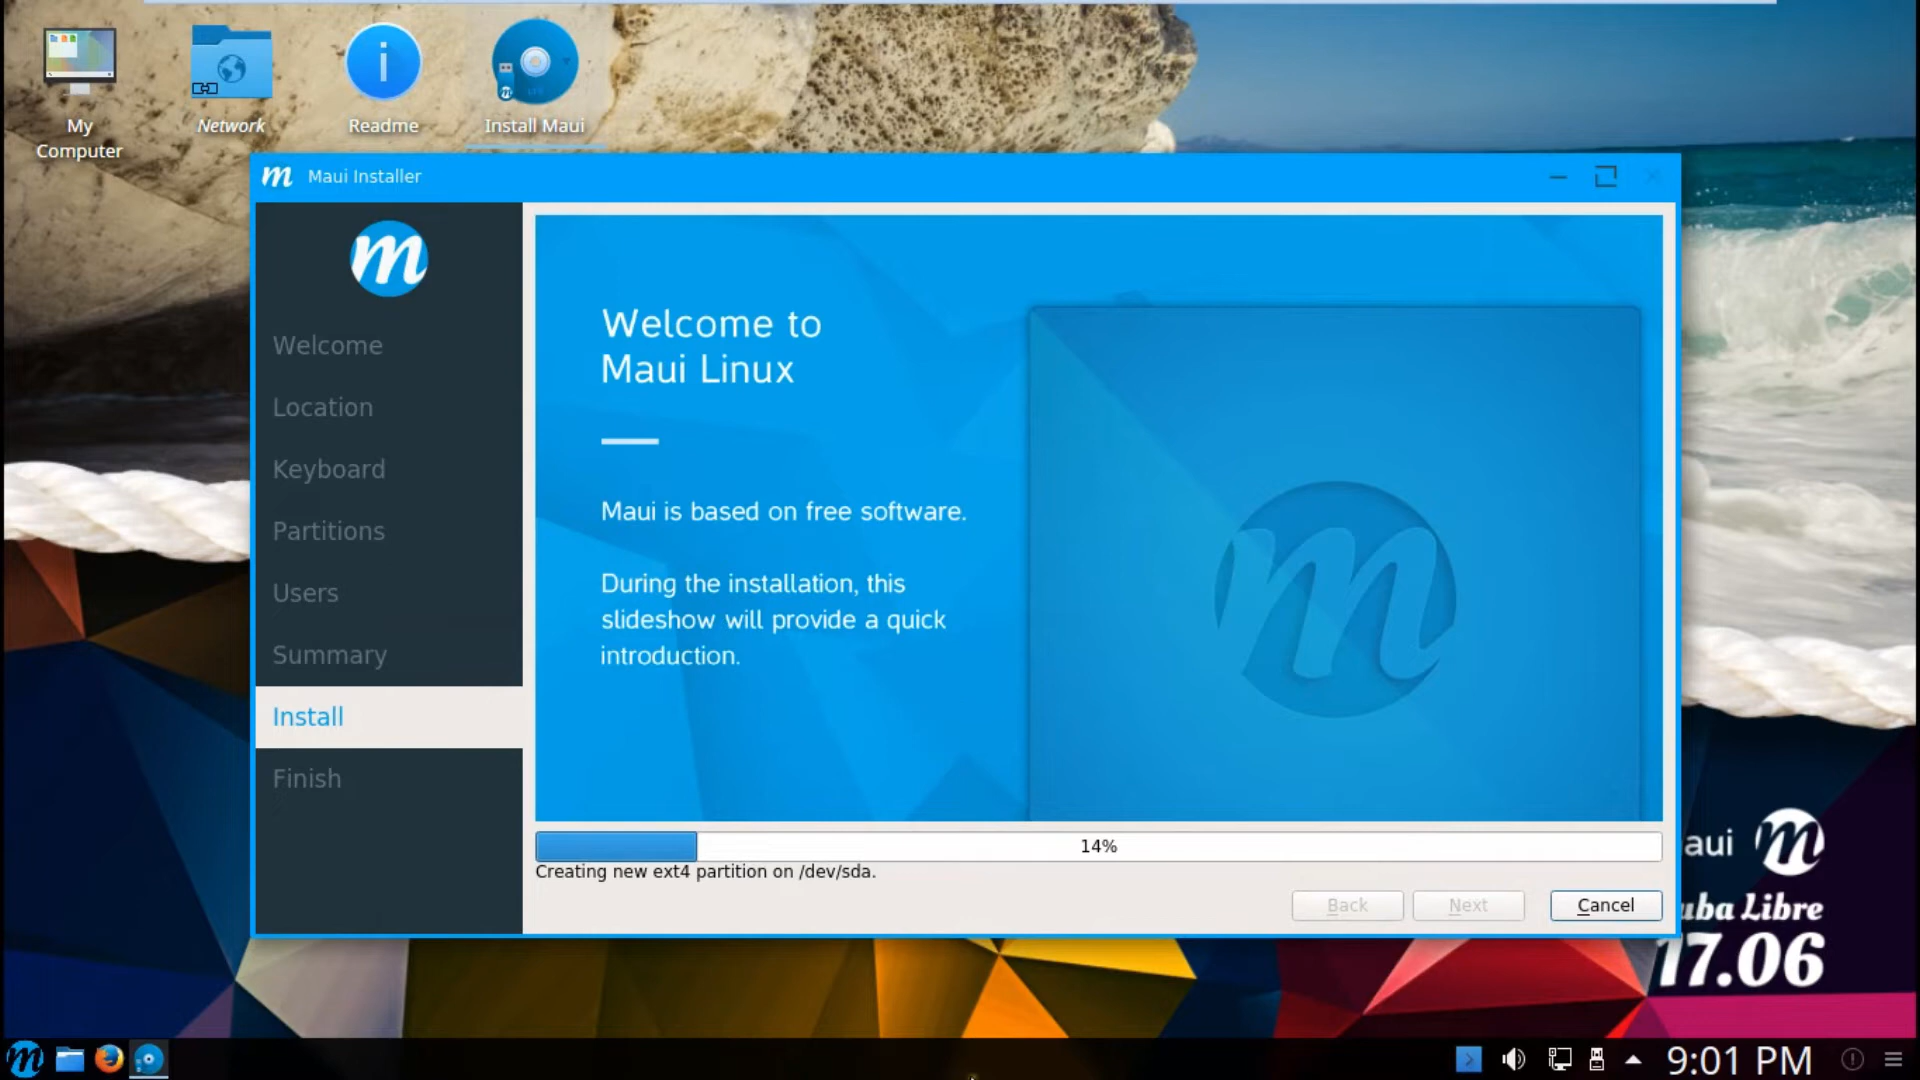 My
Computer
Network
Readme
Install Maui
m Maui Installer
m
Welcome
Location
Keyboard
Partitions
Users
Summary
Install
Finish
Welcome to
Maui Linux
Maui is based on free software.
During the installation, this
slideshow will provide a quick
introduction.
m
14%
Creating new ext4 partition on /dev/sda.
Back Next Cancel
aui m
uba Libre
17.06
m
9:01 PM